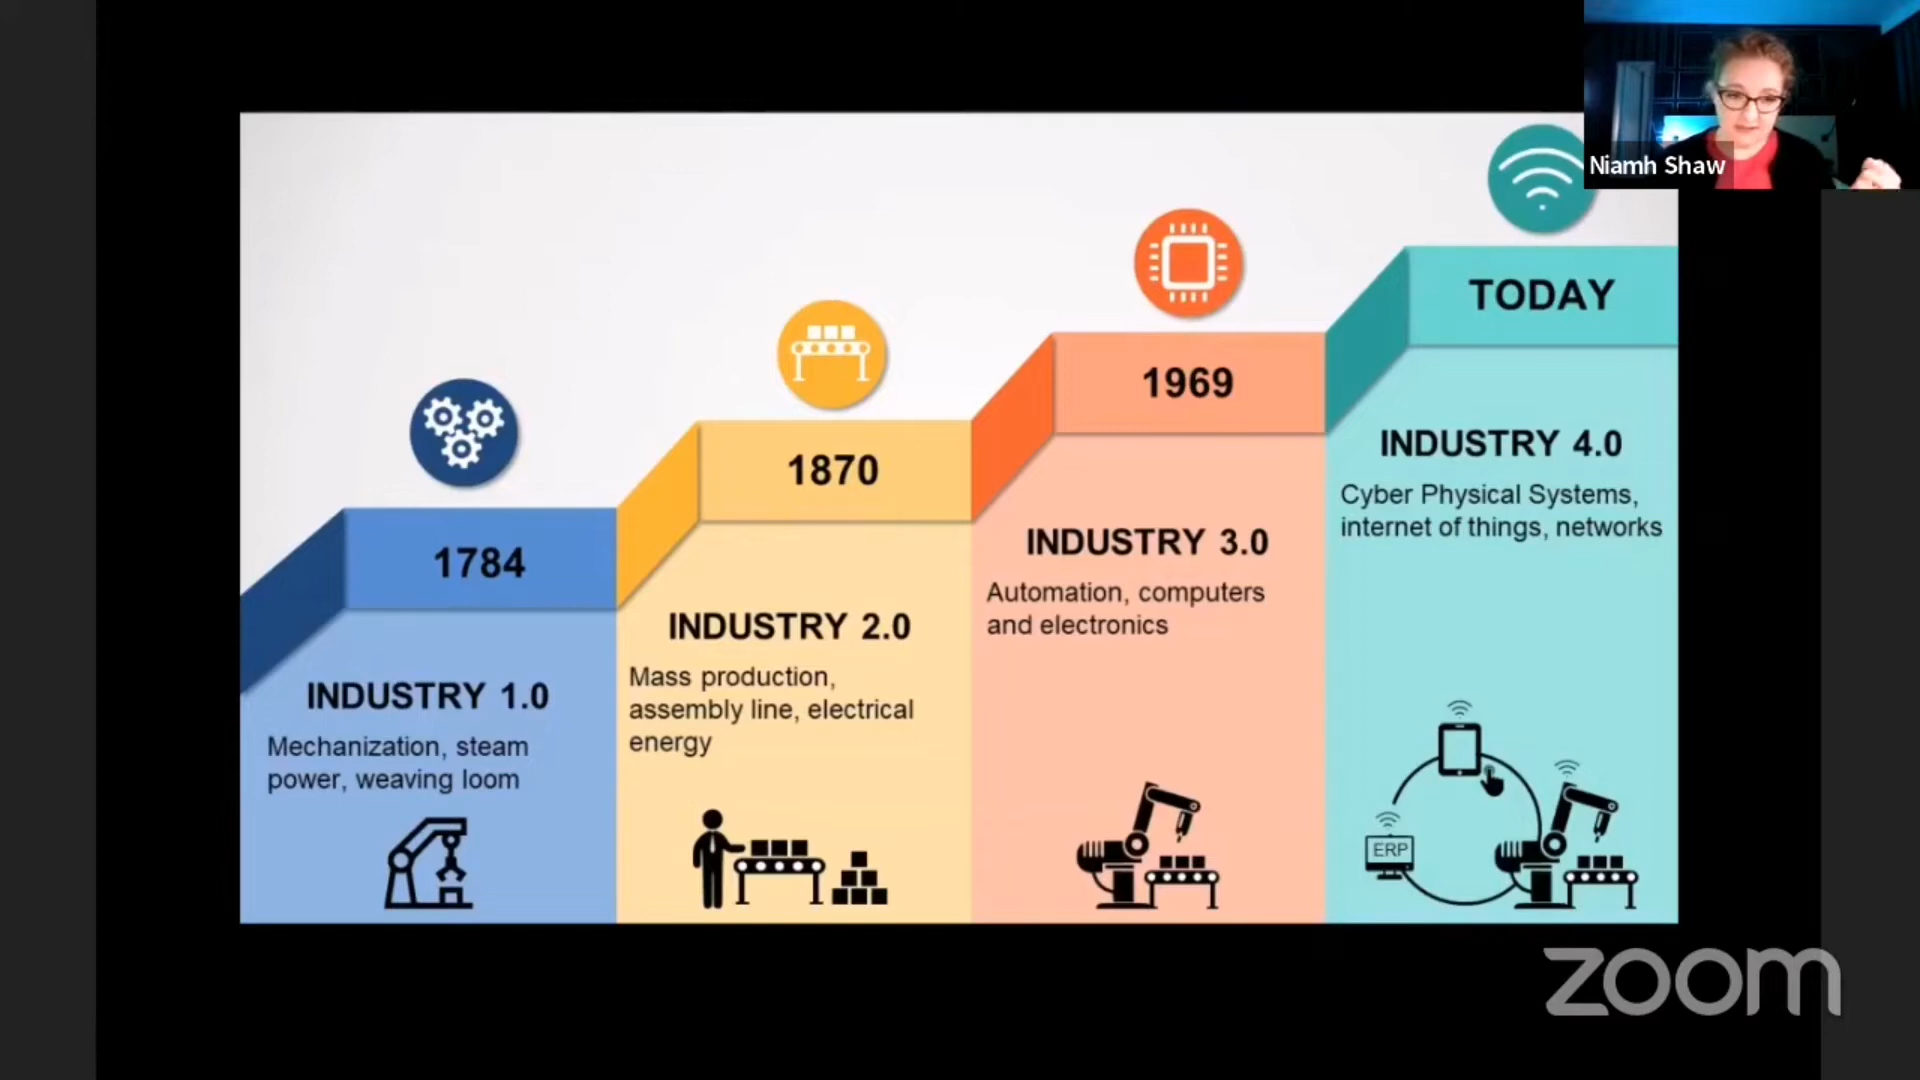 Niamh Shaw
1784
INDUSTRY 1.0
Mechanization, steam
power, weaving loom
1870
INDUSTRY 2.0
Mass production,
assembly line, electrical
energy
1969
INDUSTRY 3.0
Automation, computers
and electronics
TODAY
INDUSTRY 4.0
Cyber Physical Systems,
internet of things, networks
ERP
zoom